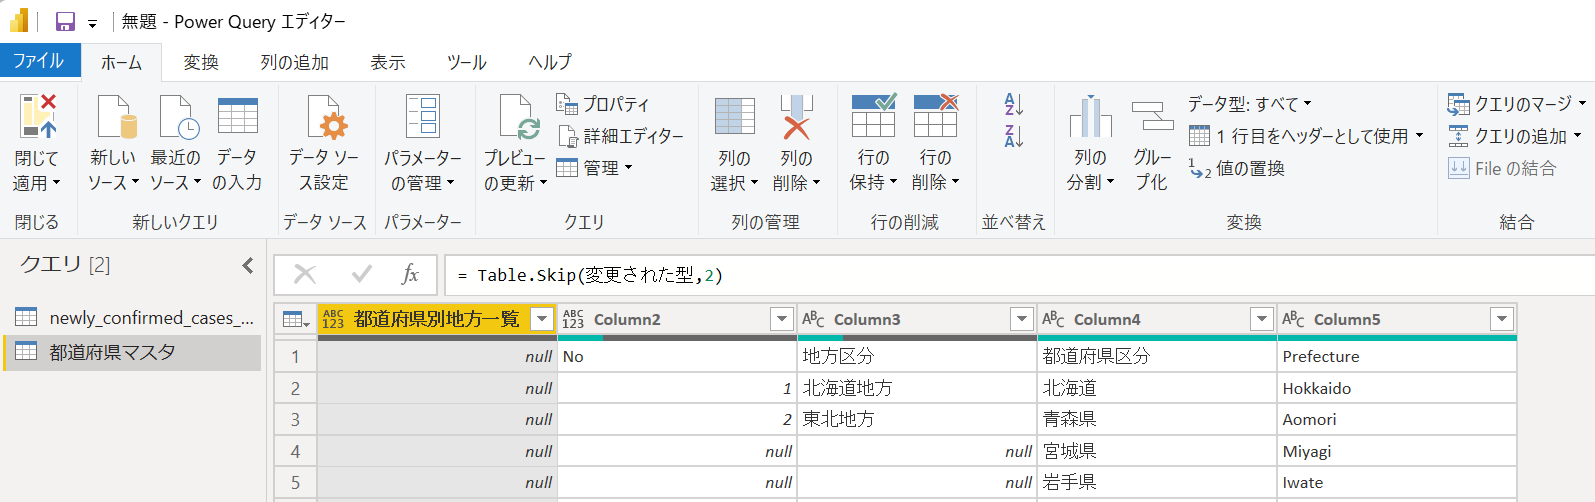 無題 - Power Query エディター
ファイル ホーム 変換 列の追加 表示 ツール ヘルプ
閉じて
適用
閉じる
新しい
ソース
最近の
ソース
データ
の入力
新しいクエリ
データ ソー
ス設定
データ ソース
パラメーター
の管理
パラメーター
プレビュー
の更新
プロパティ
詳細エディター
管理
クエリ
列の
選択
列の
削除
列の管理
行の
保持
行の
削除
行の削減
並べ替え
列の
分割
グルー
プ化
データ型: すべて
1 行目をヘッダーとして使用
値の置換
変換
クエリのマージ
クエリの追加
File の結合
結合
クエリ [2]
newly_confirmed_cases_...
都道府県マスタ
fx = Table.Skip(変更された型,2)
ABC 123 都道府県別地方一覧 ABC 123 Column2 ABC Column3 ABC Column4 ABC Column5
1 null No 地方区分 都道府県区分 Prefecture
2 null 1 北海道地方 北海道 Hokkaido
3 null 2 東北地方 青森県 Aomori
4 null null null 宮城県 Miyagi
5 null null null 岩手県 Iwate